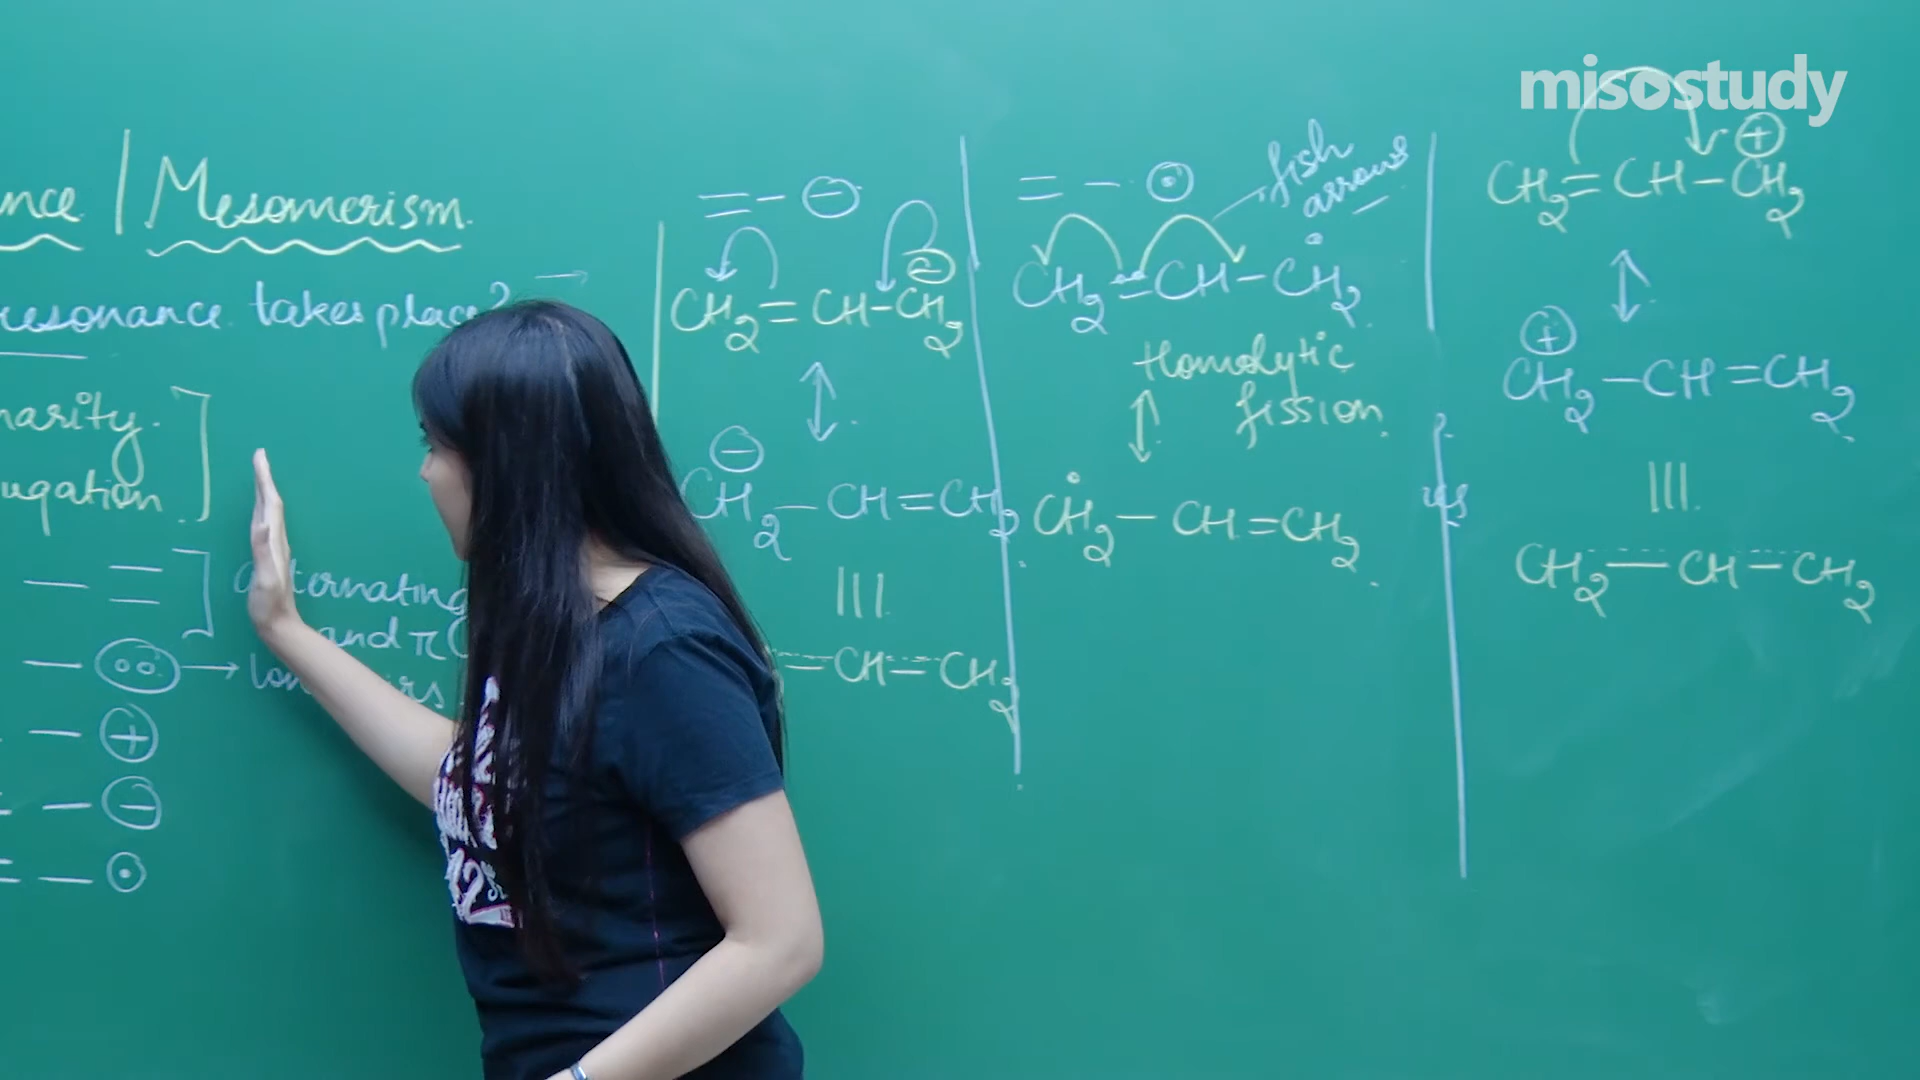 misostudy
nce / Mesomerism.
resonance takes place?
narity.
ugation
alternating
and π
CH2=CH-CH2
CH2-CH=CH2
=CH=CH2
fish
arrows
CH2=CH-CH2
Homolytic
fission.
CH2-CH=CH2
CH2=CH-CH2
CH2-CH=CH2
CH2-CH-CH2